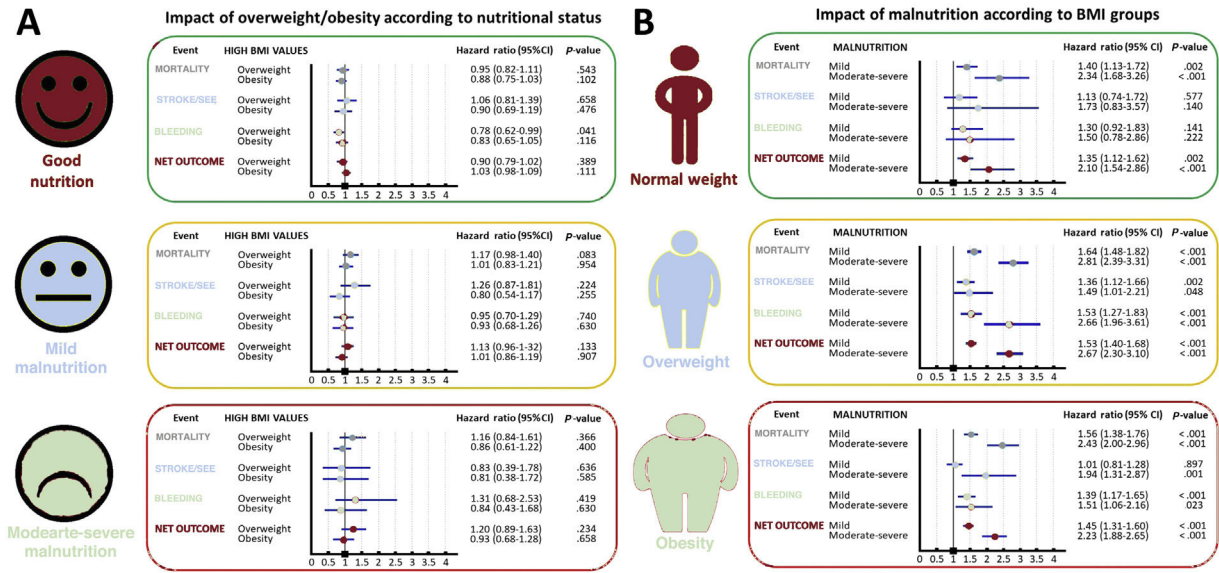 A
Impact of overweight/obesity according to nutritional status
Good
nutrition
Event HIGH BMI VALUES Hazard ratio (95%CI) P-value
MORTALITY Overweight 0.95 (0.82-1.11) .543
Obesity 0.88 (0.75-1.03) .102
STROKE/SEE Overweight 1.06 (0.81-1.39) .658
Obesity 0.90 (0.69-1.19) .476
BLEEDING Overweight 0.78 (0.62-0.99) .041
Obesity 0.83 (0.65-1.05) .116
NET OUTCOME Overweight 0.90 (0.79-1.02) .389
Obesity 1.03 (0.98-1.09) .111
0 0.5 1 1.5 2 2.5 3 3.5 4
Mild
malnutrition
Event HIGH BMI VALUES Hazard ratio (95%CI) P-value
MORTALITY Overweight 1.17 (0.98-1.40) .083
Obesity 1.01 (0.83-1.21) .954
STROKE/SEE Overweight 1.26 (0.87-1.81) .224
Obesity 0.80 (0.54-1.17) .255
BLEEDING Overweight 0.95 (0.70-1.29) .740
Obesity 0.93 (0.68-1.26) .630
NET OUTCOME Overweight 1.13 (0.96-1.32) .133
Obesity 1.01 (0.86-1.19) .907
0 0.5 1 1.5 2 2.5 3 3.5 4
Modearte-severe
malnutrition
Event HIGH BMI VALUES Hazard ratio (95%CI) P-value
MORTALITY Overweight 1.16 (0.84-1.61) .366
Obesity 0.86 (0.61-1.22) .400
STROKE/SEE Overweight 0.83 (0.39-1.78) .636
Obesity 0.81 (0.38-1.72) .585
BLEEDING Overweight 1.31 (0.68-2.53) .419
Obesity 0.84 (0.43-1.68) .630
NET OUTCOME Overweight 1.20 (0.89-1.63) .234
Obesity 0.93 (0.68-1.28) .658
0 0.5 1 1.5 2 2.5 3 3.5 4
B
Impact of malnutrition according to BMI groups
Normal weight
Event MALNUTRITION Hazard ratio (95% CI) P-value
MORTALITY Mild 1.40 (1.13-1.72) .002
Moderate-severe 2.34 (1.68-3.26) <.001
STROKE/SEE Mild 1.13 (0.74-1.72) .577
Moderate-severe 1.73 (0.83-3.57) .140
BLEEDING Mild 1.30 (0.92-1.83) .141
Moderate-severe 1.50 (0.78-2.86) .222
NET OUTCOME Mild 1.35 (1.12-1.62) .002
Moderate-severe 2.10 (1.54-2.86) <.001
0 0.5 1 1.5 2 2.5 3 3.5 4
Overweight
Event MALNUTRITION Hazard ratio (95% CI) P-value
MORTALITY Mild 1.64 (1.48-1.82) <.001
Moderate-severe 2.81 (2.39-3.31) <.001
STROKE/SEE Mild 1.36 (1.12-1.66) .002
Moderate-severe 1.49 (1.01-2.21) .048
BLEEDING Mild 1.53 (1.27-1.83) <.001
Moderate-severe 2.66 (1.96-3.61) <.001
NET OUTCOME Mild 1.53 (1.40-1.68) <.001
Moderate-severe 2.67 (2.30-3.10) <.001
0 0.5 1 1.5 2 2.5 3 3.5 4
Obesity
Event MALNUTRITION Hazard ratio (95% CI) P-value
MORTALITY Mild 1.56 (1.38-1.76) <.001
Moderate-severe 2.43 (2.00-2.96) <.001
STROKE/SEE Mild 1.01 (0.81-1.28) .897
Moderate-severe 1.94 (1.31-2.87) .001
BLEEDING Mild 1.39 (1.17-1.65) <.001
Moderate-severe 1.51 (1.06-2.16) 023
NET OUTCOME Mild 1.45 (1.31-1.60) <.001
Moderate-severe 2.23 (1.88-2.65) <.001
0 0.5 1 1.5 2 2.5 3 3.5 4